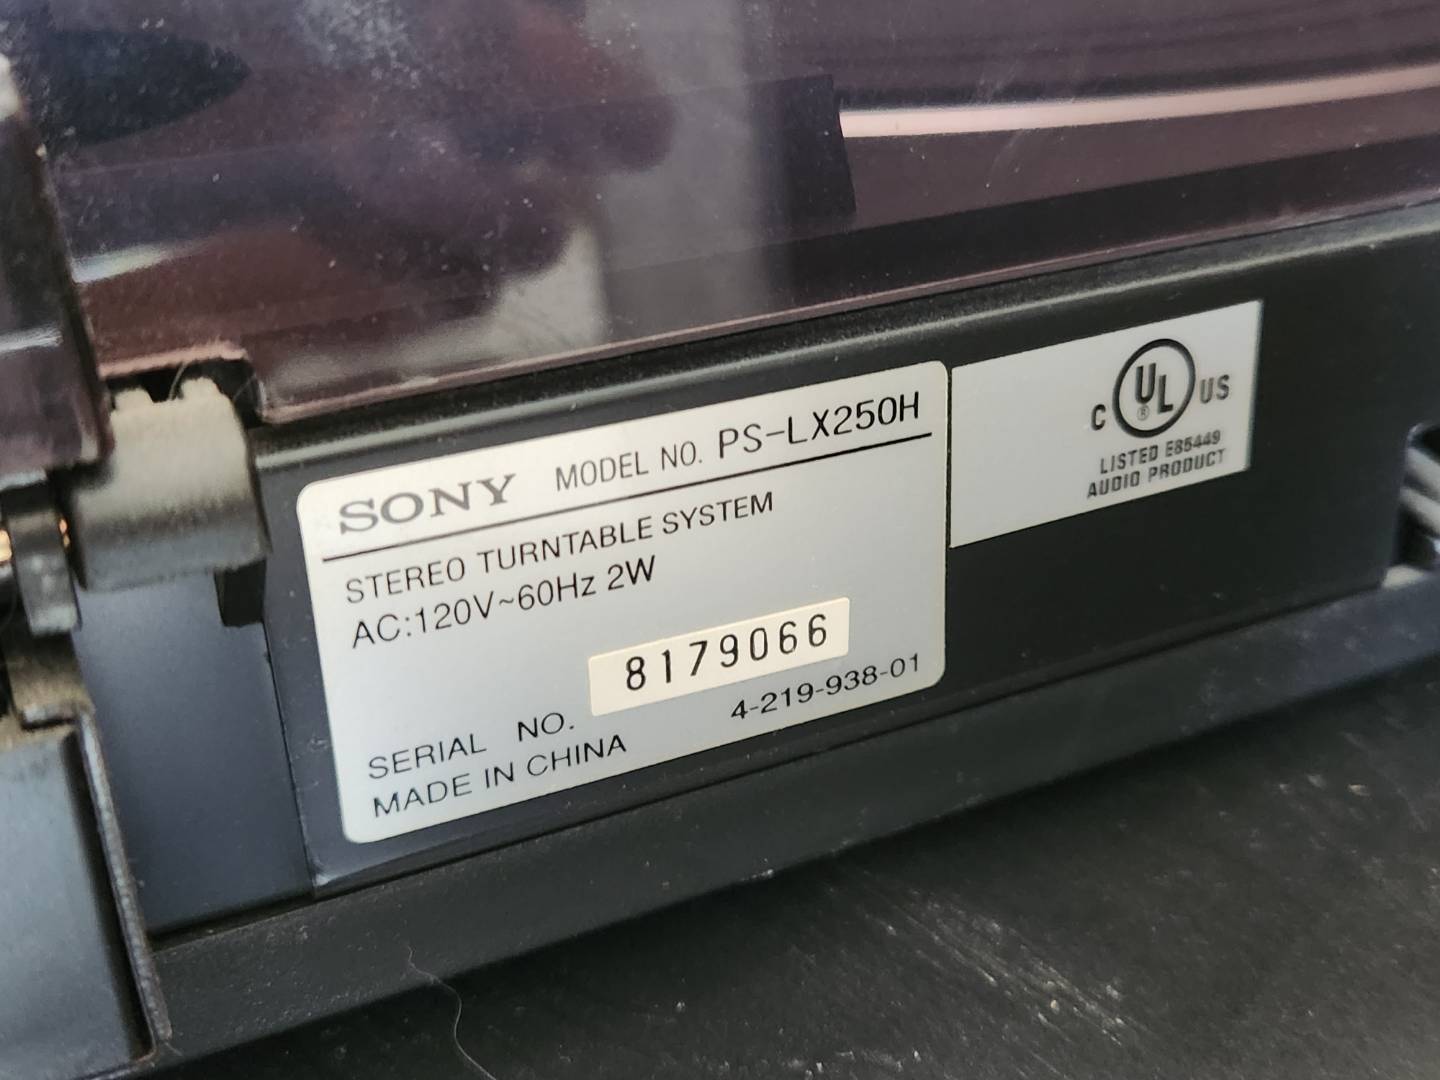 SONY MODEL NO. PS-LX250H
STEREO TURNTABLE SYSTEM
AC:120V~60Hz 2W
SERIAL NO. 8179066
MADE IN CHINA 4-219-938-01
C UL ® US
LISTED E85449
AUDIO PRODUCT